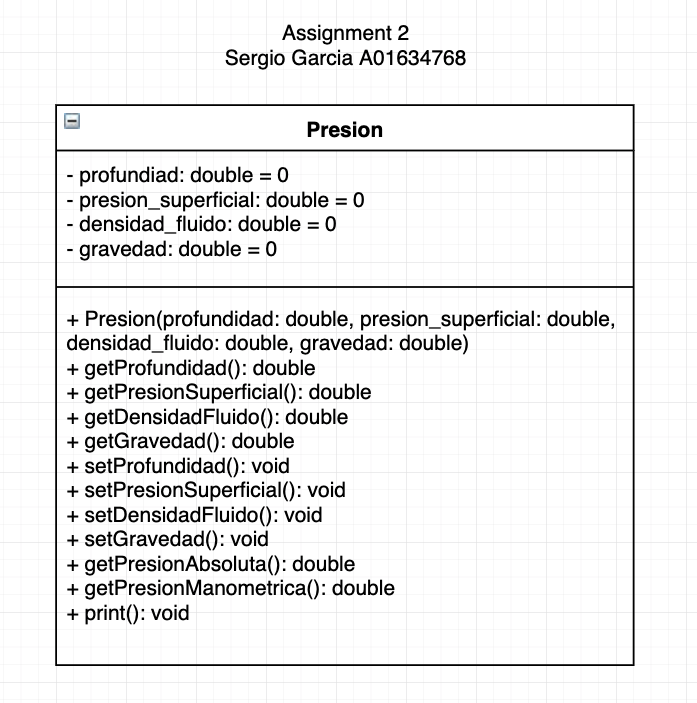 Assignment 2
Sergio Garcia A01634768
Presion
- profundiad: double = 0
- presion_superficial: double = 0
- densidad_fluido: double = 0
- gravedad: double = 0
+ Presion(profundidad: double, presion_superficial: double,
densidad_fluido: double, gravedad: double)
+ getProfundidad(): double
+ getPresionSuperficial(): double
+ getDensidadFluido(): double
+ getGravedad(): double
+ setProfundidad(): void
+ setPresionSuperficial(): void
+ setDensidadFluido(): void
+ setGravedad(): void
+ getPresionAbsoluta(): double
+ getPresionManometrica(): double
+ print(): void